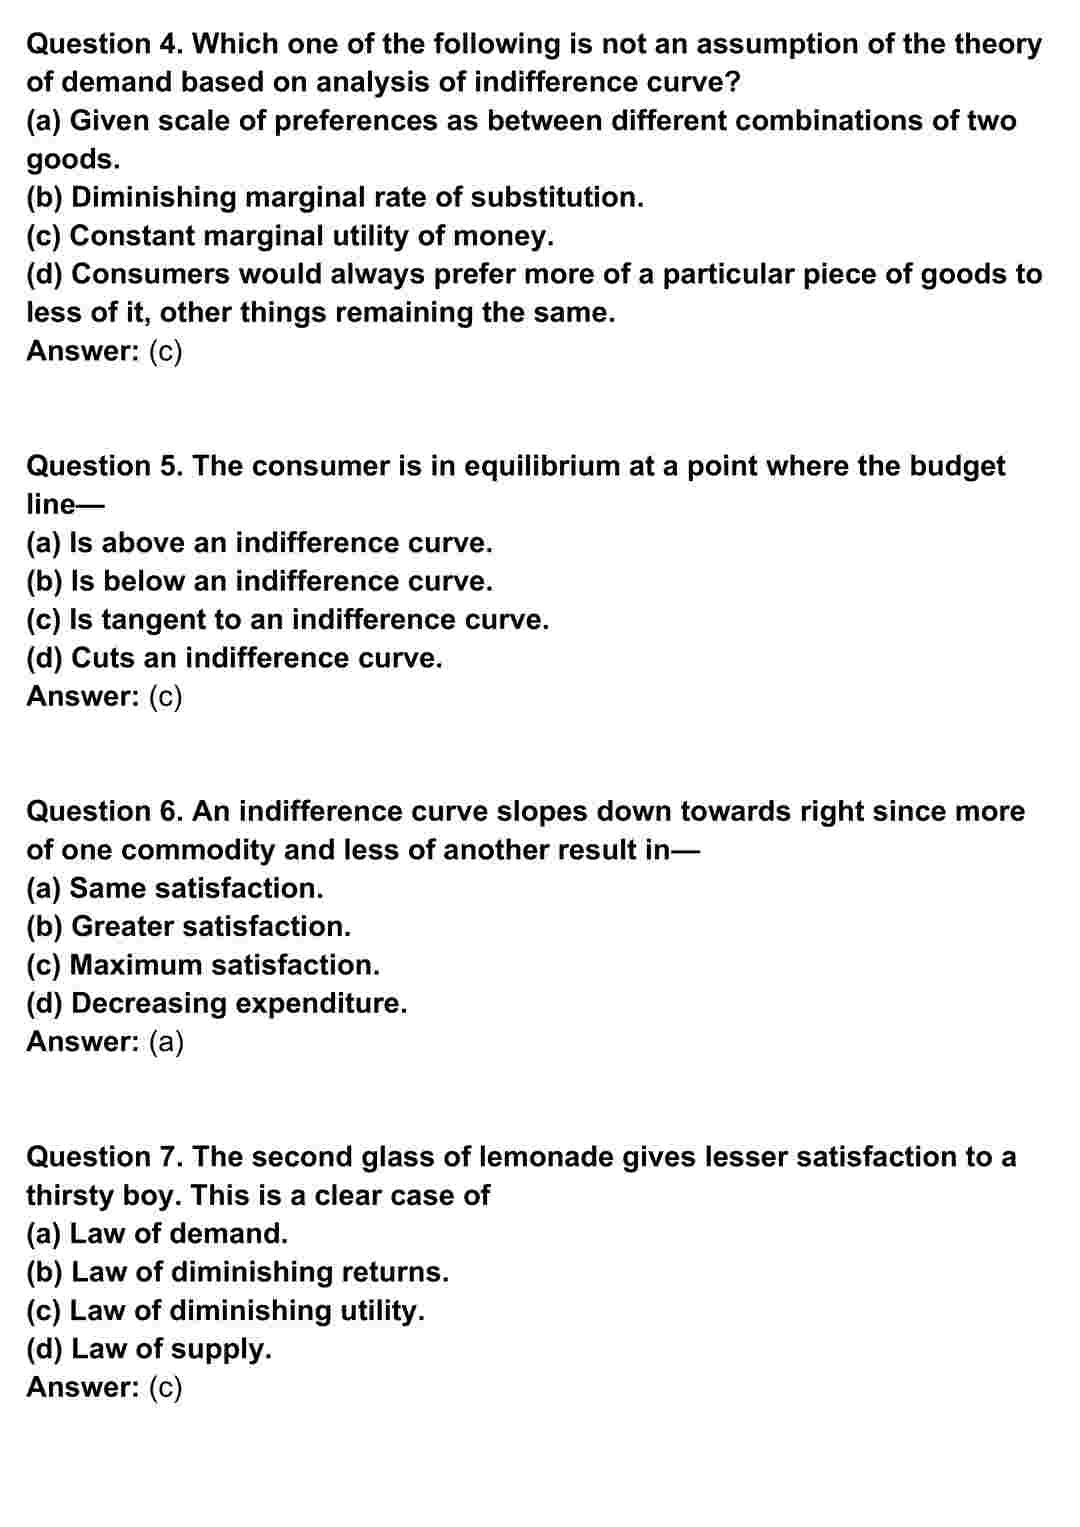 Question 4. Which one of the following is not an assumption of the theory
of demand based on analysis of indifference curve?
(a) Given scale of preferences as between different combinations of two
goods.
(b) Diminishing marginal rate of substitution.
(c) Constant marginal utility of money.
(d) Consumers would always prefer more of a particular piece of goods to
less of it, other things remaining the same.
Answer: (c)
Question 5. The consumer is in equilibrium at a point where the budget
line—
(a) Is above an indifference curve.
(b) Is below an indifference curve.
(c) Is tangent to an indifference curve.
(d) Cuts an indifference curve.
Answer: (c)
Question 6. An indifference curve slopes down towards right since more
of one commodity and less of another result in—
(a) Same satisfaction.
(b) Greater satisfaction.
(c) Maximum satisfaction.
(d) Decreasing expenditure.
Answer: (a)
Question 7. The second glass of lemonade gives lesser satisfaction to a
thirsty boy. This is a clear case of
(a) Law of demand.
(b) Law of diminishing returns.
(c) Law of diminishing utility.
(d) Law of supply.
Answer: (c)